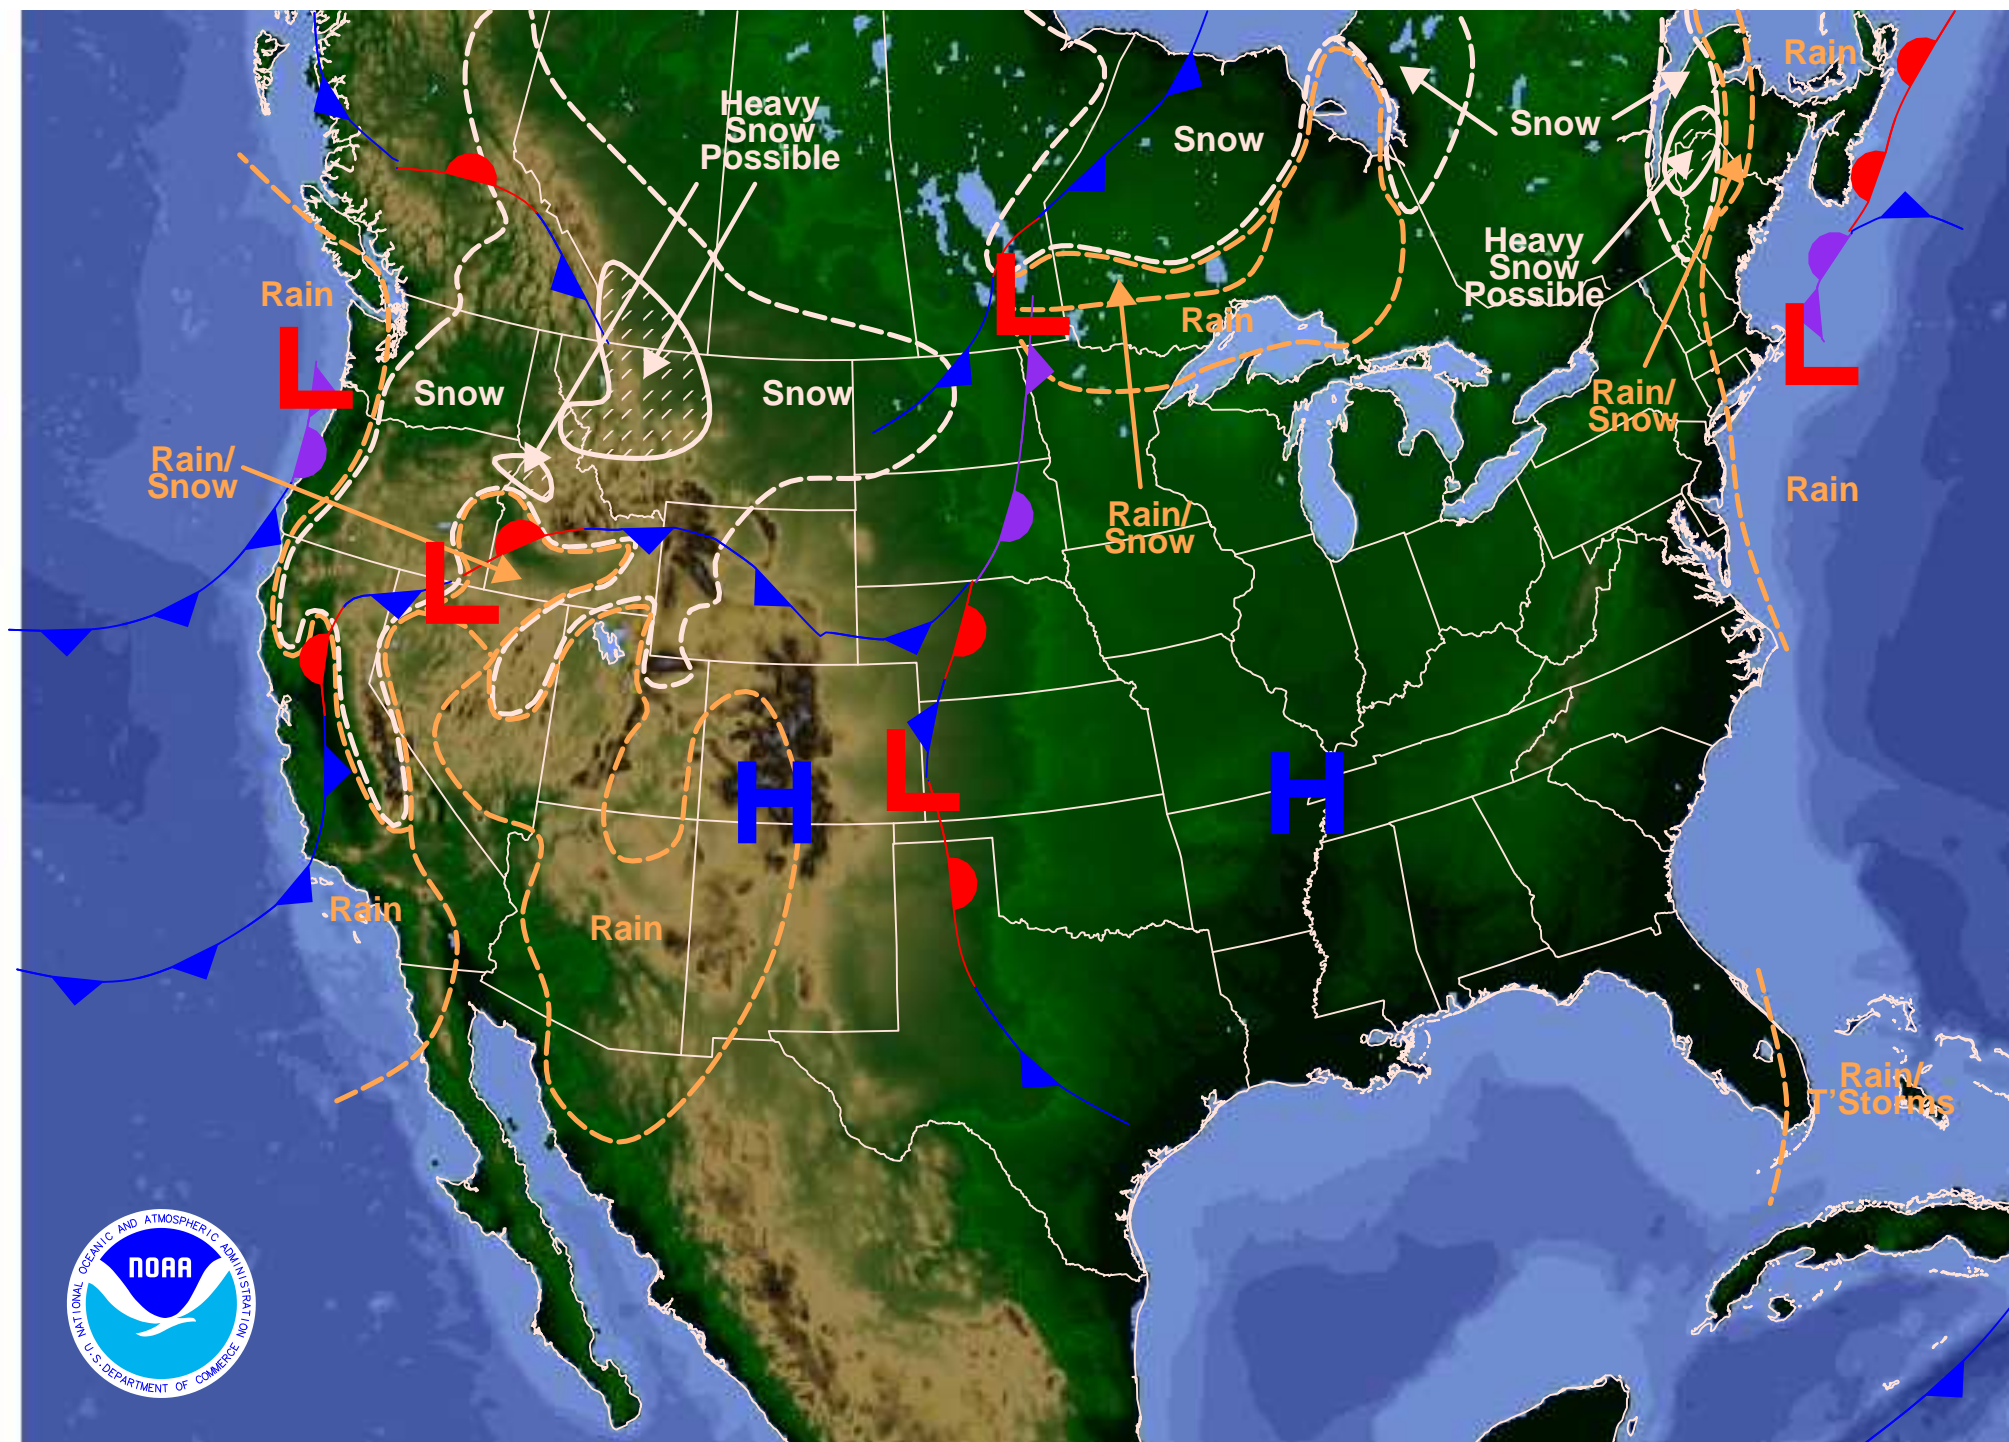 Rain
Heavy
Snow
Possible
Snow
Snow
Heavy
Snow
Possible
Rain
Rain
L
L
L
L
Snow
Snow
Rain/
Snow
Rain/
Snow
Rain
Rain/
Snow
L
L
H
H
Rain
Rain
Rain/
T'Storms
NATIONAL OCEANIC AND ATMOSPHERIC ADMINISTRATION
NOAA
U.S. DEPARTMENT OF COMMERCE